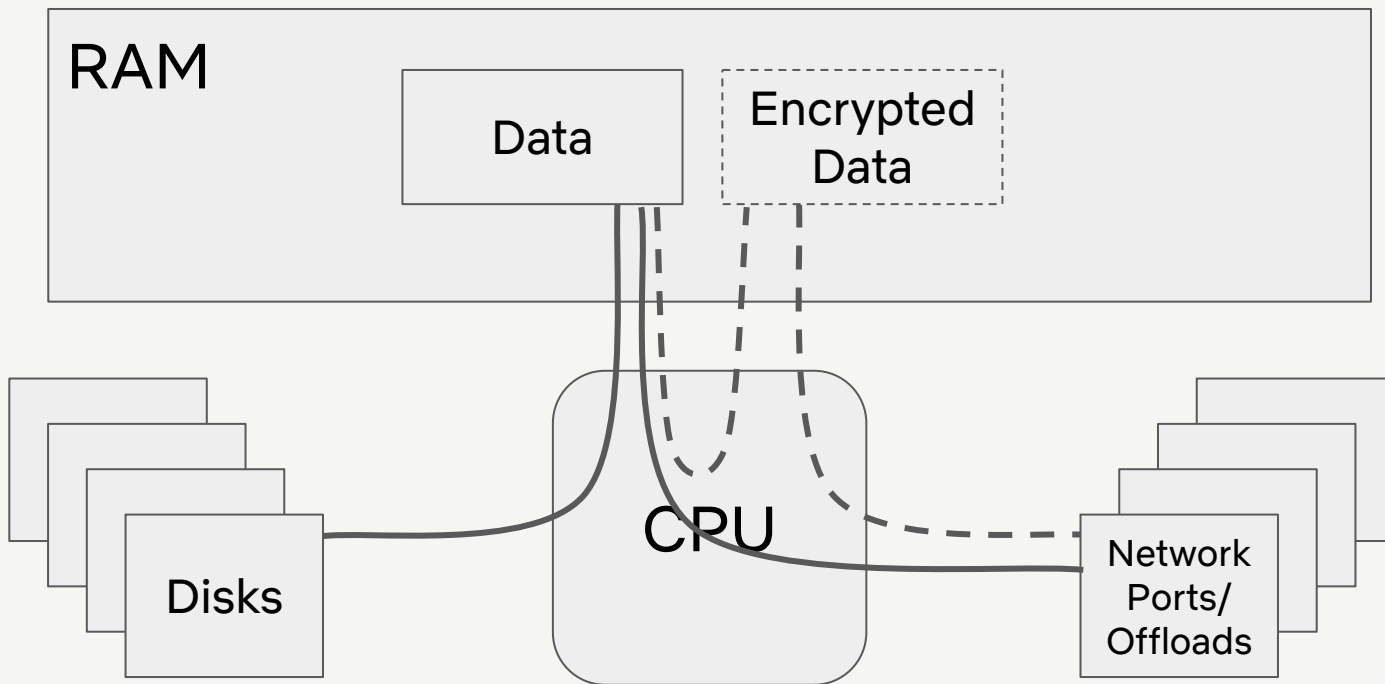 RAM
Data
Encrypted
Data
CPU
Disks
Network
Ports/
Offloads